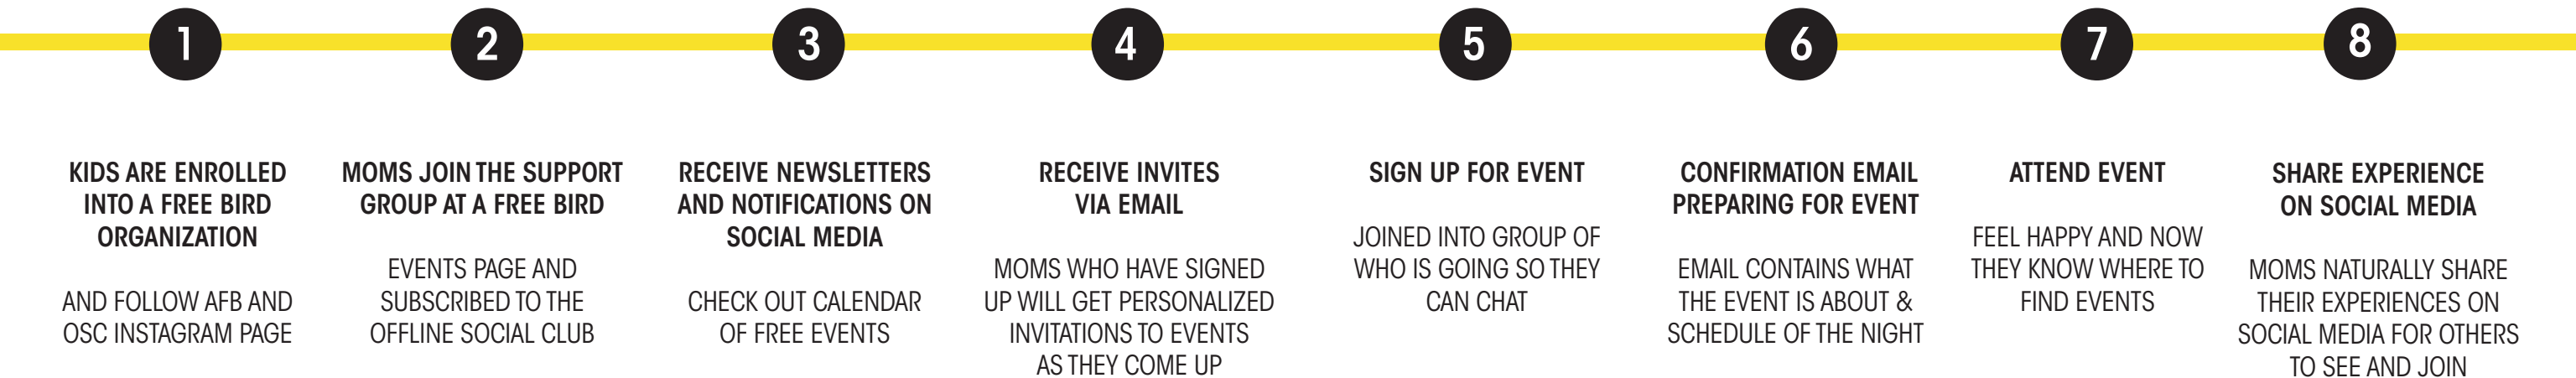 1
KIDS ARE ENROLLED
INTO A FREE BIRD
ORGANIZATION
AND FOLLOW AFB AND
OSC INSTAGRAM PAGE
2
MOMS JOIN THE SUPPORT
GROUP AT A FREE BIRD
EVENTS PAGE AND
SUBSCRIBED TO THE
OFFLINE SOCIAL CLUB
3
RECEIVE NEWSLETTERS
AND NOTIFICATIONS ON
SOCIAL MEDIA
CHECK OUT CALENDAR
OF FREE EVENTS
4
RECEIVE INVITES
VIA EMAIL
MOMS WHO HAVE SIGNED
UP WILL GET PERSONALIZED
INVITATIONS TO EVENTS
AS THEY COME UP
5
SIGN UP FOR EVENT
JOINED INTO GROUP OF
WHO IS GOING SO THEY
CAN CHAT
6
CONFIRMATION EMAIL
PREPARING FOR EVENT
EMAIL CONTAINS WHAT
THE EVENT IS ABOUT &
SCHEDULE OF THE NIGHT
7
ATTEND EVENT
FEEL HAPPY AND NOW
THEY KNOW WHERE TO
FIND EVENTS
8
SHARE EXPERIENCE
ON SOCIAL MEDIA
MOMS NATURALLY SHARE
THEIR EXPERIENCES ON
SOCIAL MEDIA FOR OTHERS
TO SEE AND JOIN